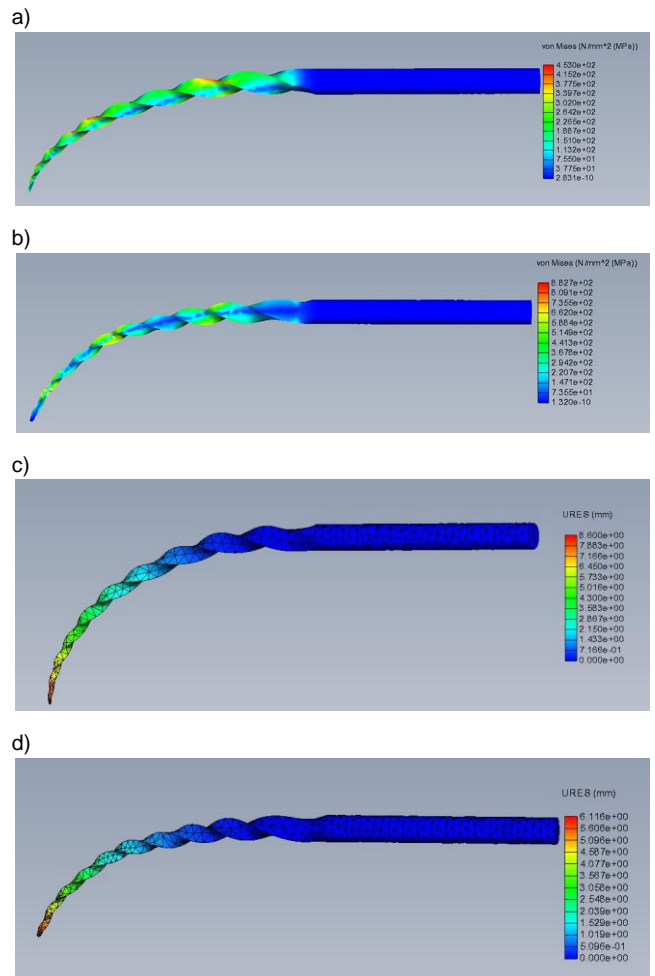 a)
von Mises (N/mm^2 (MPa))
4.530e+02
4.152e+02
3.775e+02
3.397e+02
3.020e+02
2.642e+02
2.265e+02
1.887e+02
1.510e+02
1.132e+02
7.550e+01
3.775e+01
2.831e-10
b)
von Mises (N/mm^2 (MPa))
8.827e+02
8.091e+02
7.355e+02
6.620e+02
5.884e+02
5.149e+02
4.413e+02
3.678e+02
2.942e+02
2.207e+02
1.471e+02
7.355e+01
1.320e-10
c)
URES (mm)
8.600e+00
7.883e+00
7.166e+00
6.450e+00
5.733e+00
5.016e+00
4.300e+00
3.583e+00
2.867e+00
2.150e+00
1.433e+00
7.166e-01
0.000e+00
d)
URES (mm)
6.116e+00
5.606e+00
5.096e+00
4.587e+00
4.077e+00
3.567e+00
3.058e+00
2.548e+00
2.039e+00
1.529e+00
1.019e+00
5.096e-01
0.000e+00